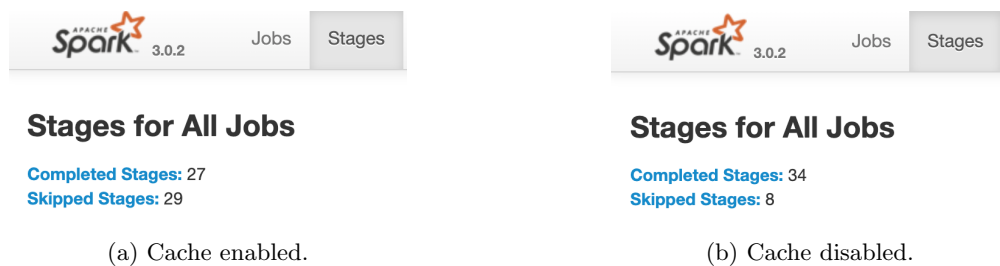 APACHE
Spark 3.0.2 Jobs Stages
Stages for All Jobs
Completed Stages: 27
Skipped Stages: 29
(a) Cache enabled.
APACHE
Spark 3.0.2 Jobs Stages
Stages for All Jobs
Completed Stages: 34
Skipped Stages: 8
(b) Cache disabled.